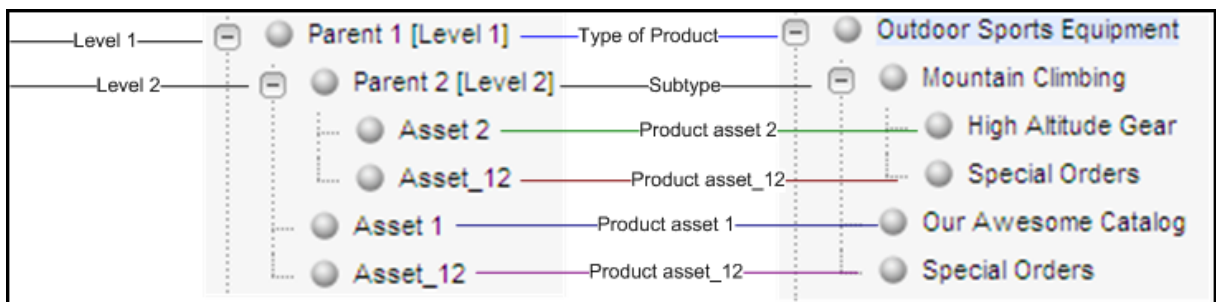 Level 1 Parent 1 [Level 1] Type of Product Outdoor Sports Equipment
Level 2 Parent 2 [Level 2] Subtype Mountain Climbing
Asset 2 Product asset 2 High Altitude Gear
Asset_12 Product asset_12 Special Orders
Asset 1 Product asset 1 Our Awesome Catalog
Asset_12 Product asset_12 Special Orders